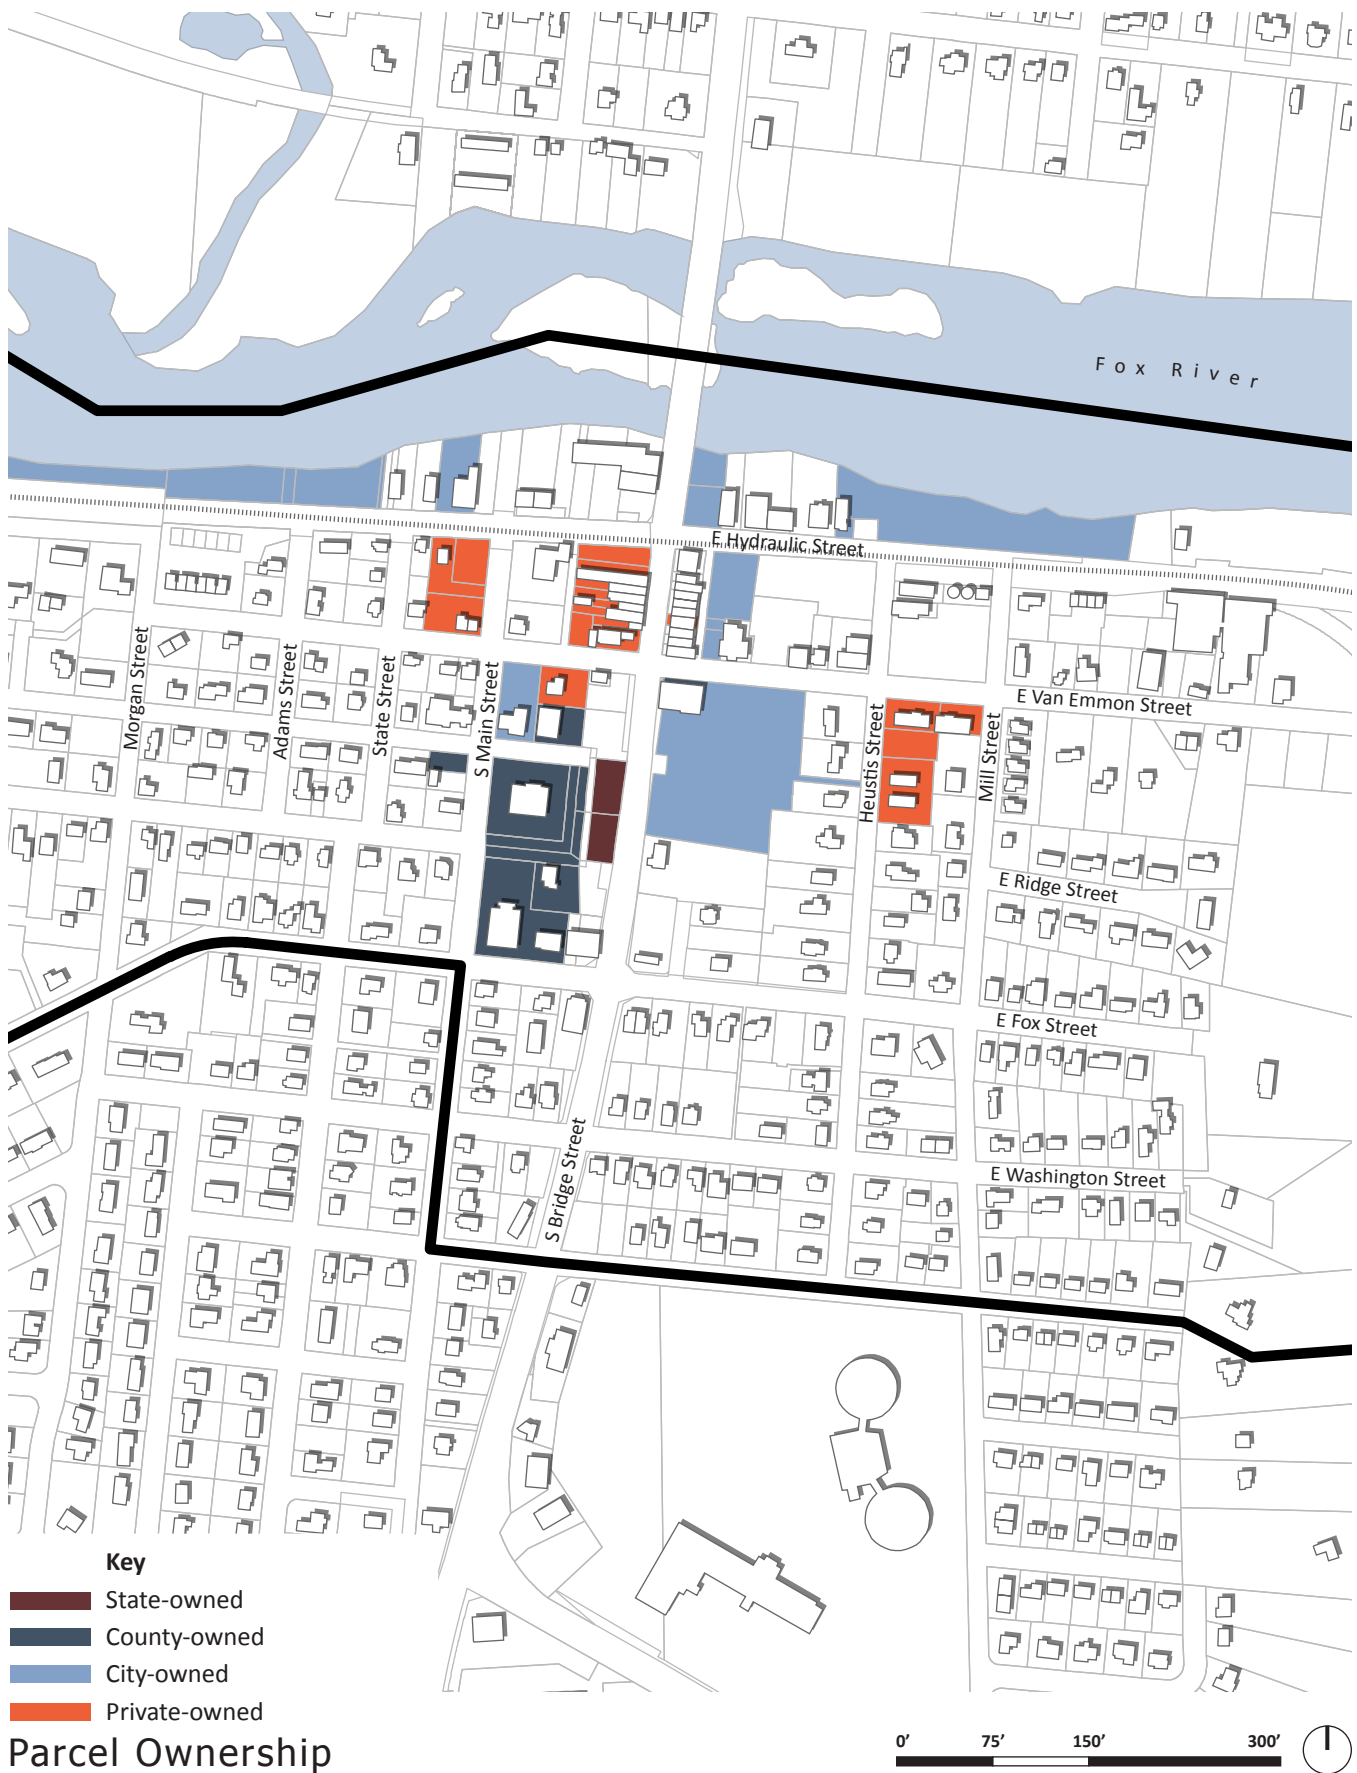 Fox River
E Hydraulic Street
Morgan Street
Adams Street
State Street
S Main Street
Heustis Street
Mill Street
E Van Emmon Street
E Ridge Street
E Fox Street
S Bridge Street
E Washington Street
Key
State-owned
County-owned
City-owned
Private-owned
Parcel Ownership
0' 75' 150' 300'